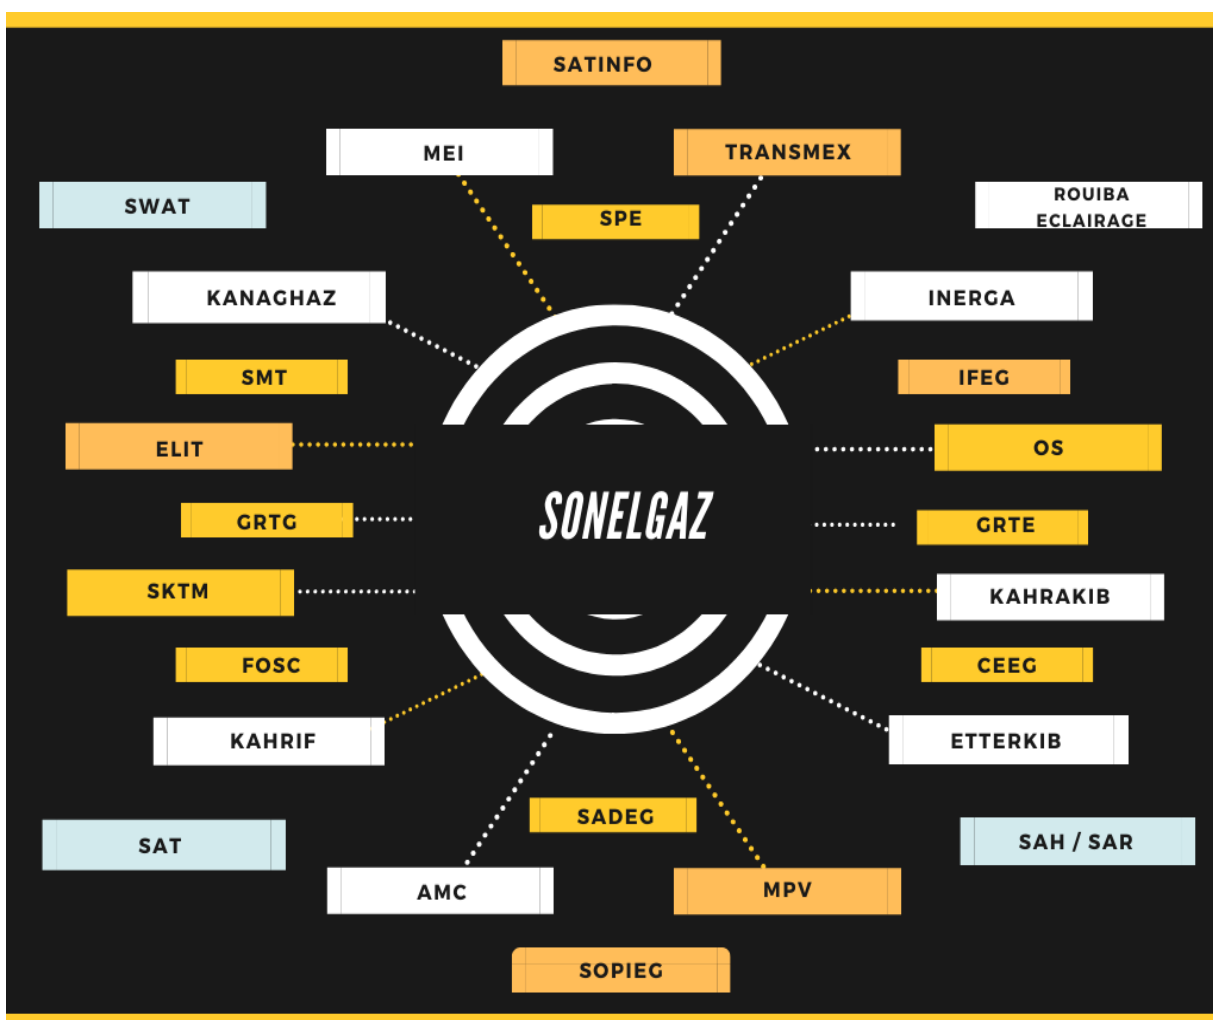 SATINFO
MEI
TRANSMEX
SWAT
SPE
ROUIBA
ECLAIRAGE
KANAGHAZ
INERGA
SMT
IFEG
ELIT
OS
GRTG
SONELGAZ
GRTE
SKTM
KAHRAKIB
FOSC
CEEG
KAHRIF
ETTERKIB
SADEG
SAT
SAH / SAR
AMC
MPV
SOPIEG